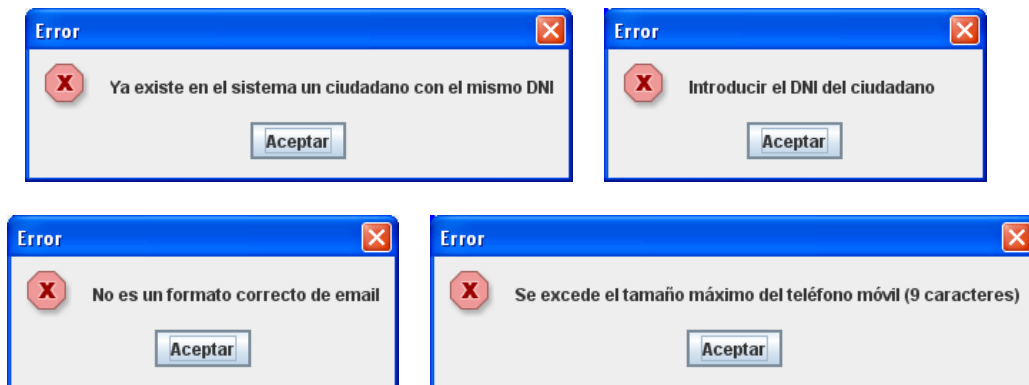 Error
Ya existe en el sistema un ciudadano con el mismo DNI
Aceptar
Error
Introducir el DNI del ciudadano
Aceptar
Error
No es un formato correcto de email
Aceptar
Error
Se excede el tamaño máximo del teléfono móvil (9 caracteres)
Aceptar